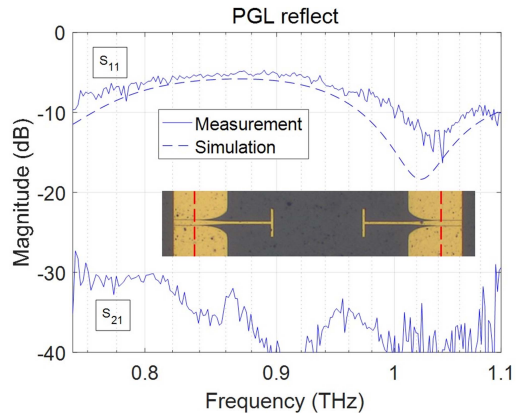 PGL reflect
0
S11
-10
Measurement
Simulation
Magnitude (dB)
-20
-30
S21
-40
0.8
0.9
1
1.1
Frequency (THz)